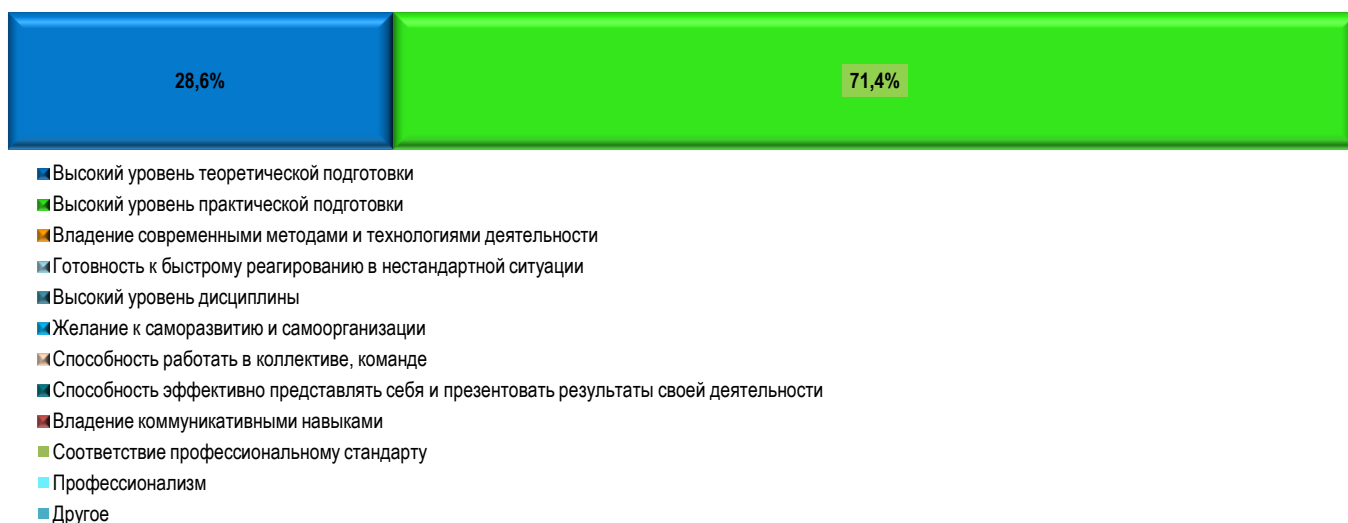 28,6% 71,4%
Высокий уровень теоретической подготовки
Высокий уровень практической подготовки
Владение современными методами и технологиями деятельности
Готовность к быстрому реагированию в нестандартной ситуации
Высокий уровень дисциплины
Желание к саморазвитию и самоорганизации
Способность работать в коллективе, команде
Способность эффективно представлять себя и презентовать результаты своей деятельности
Владение коммуникативными навыками
Соответствие профессиональному стандарту
Профессионализм
Другое